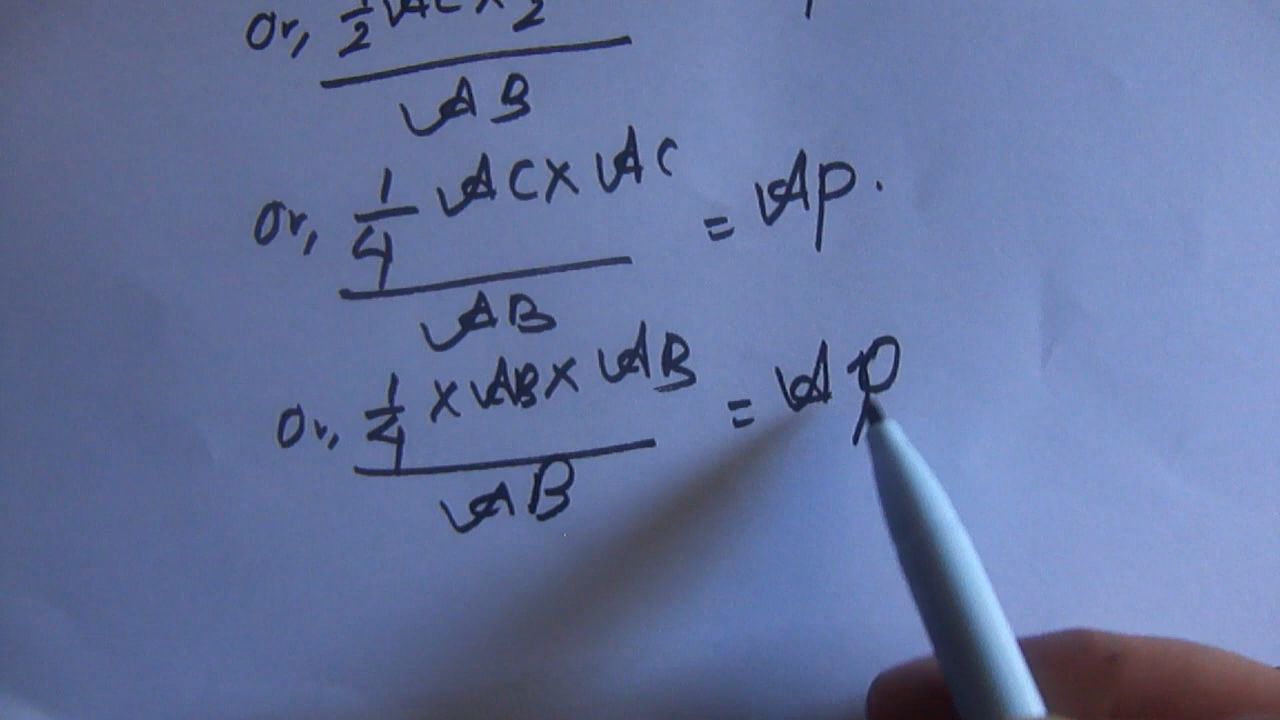 Or, 1/2 AC × 2
AB
Or, 1/4 AC × AC = AP.
AB
Or, 1/4 × AB × AB = AP
AB